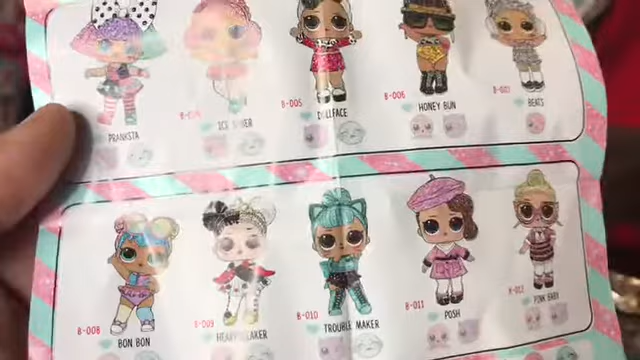 PRANKSTA
B-005
DOLLFACE
B-006
HONEY BUN
BEATS
B-008
BON BON
B-009
B-010
TROUBLE MAKER
B-011
POSH
PINK BABY